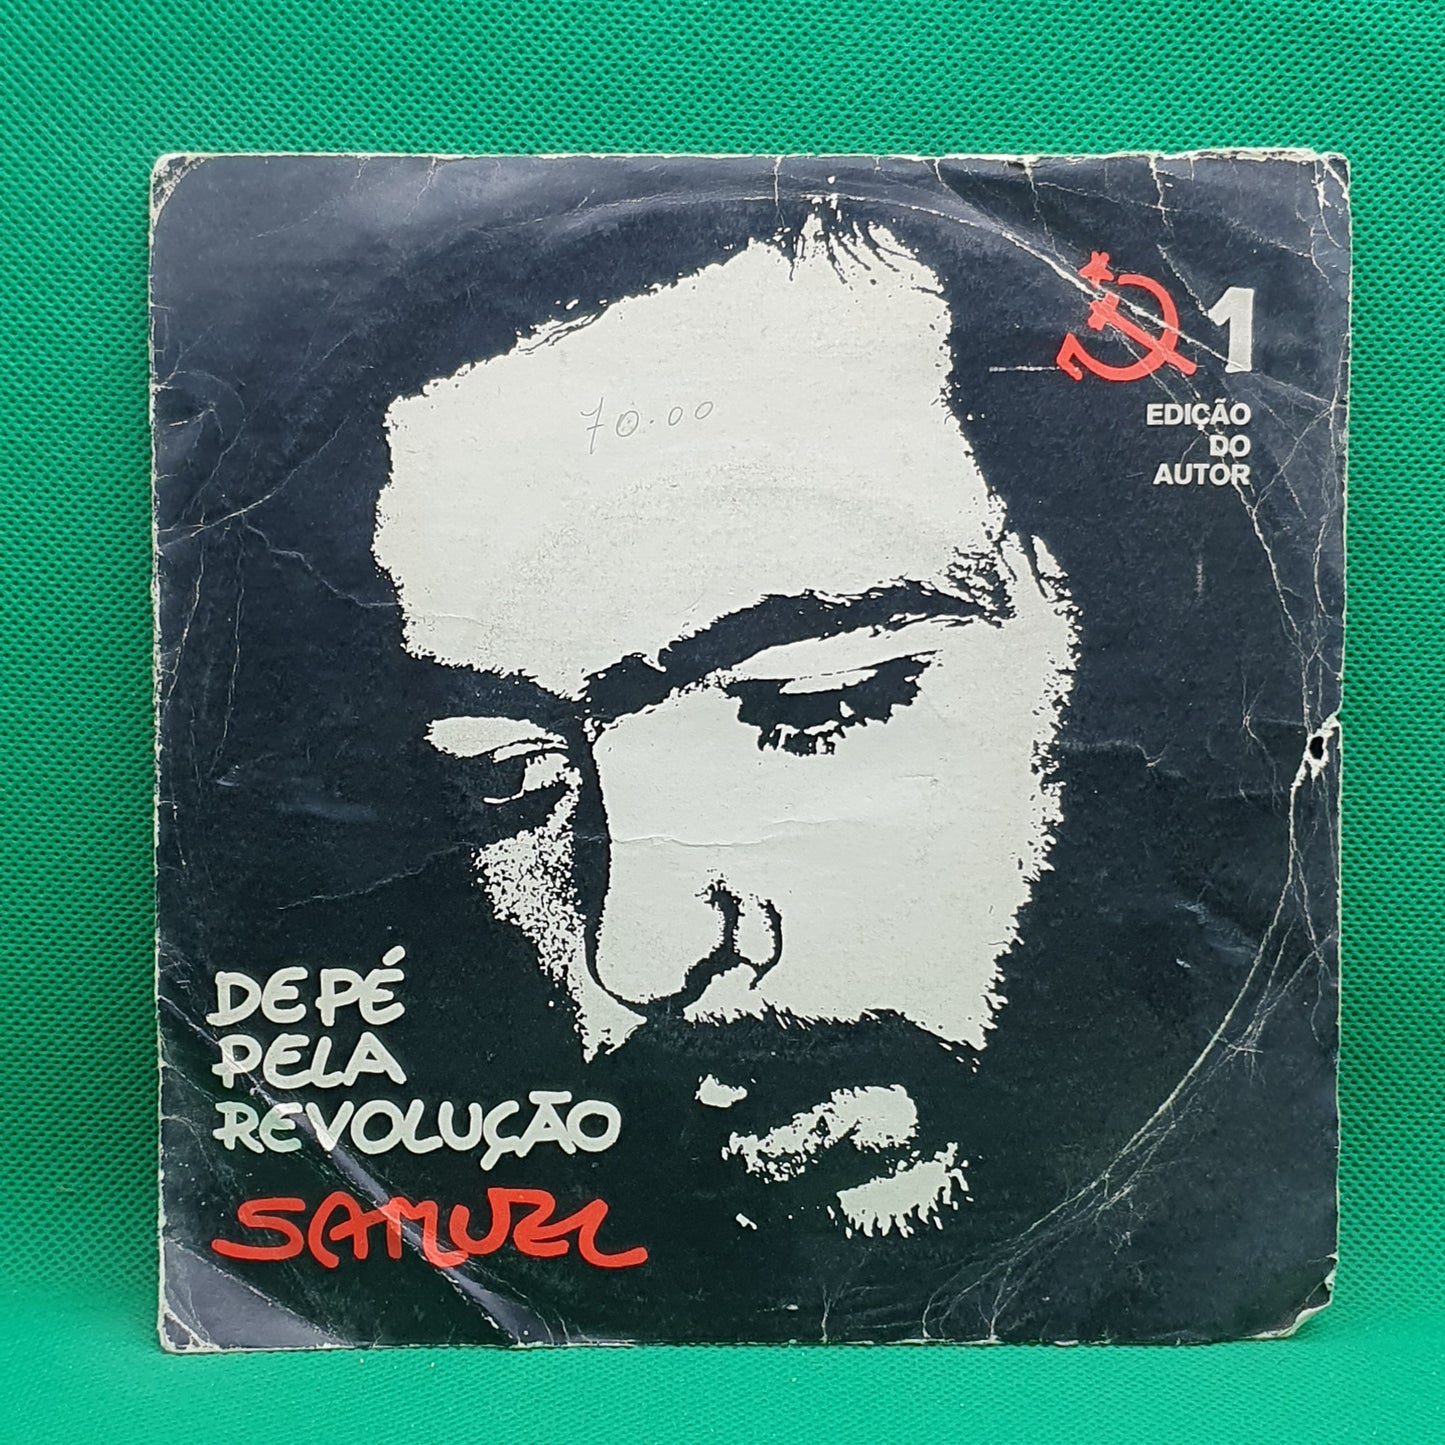 1
EDIÇÃO
DO
AUTOR
70.00
DE PÉ
PELA
REVOLUÇÃO
SAMUEL